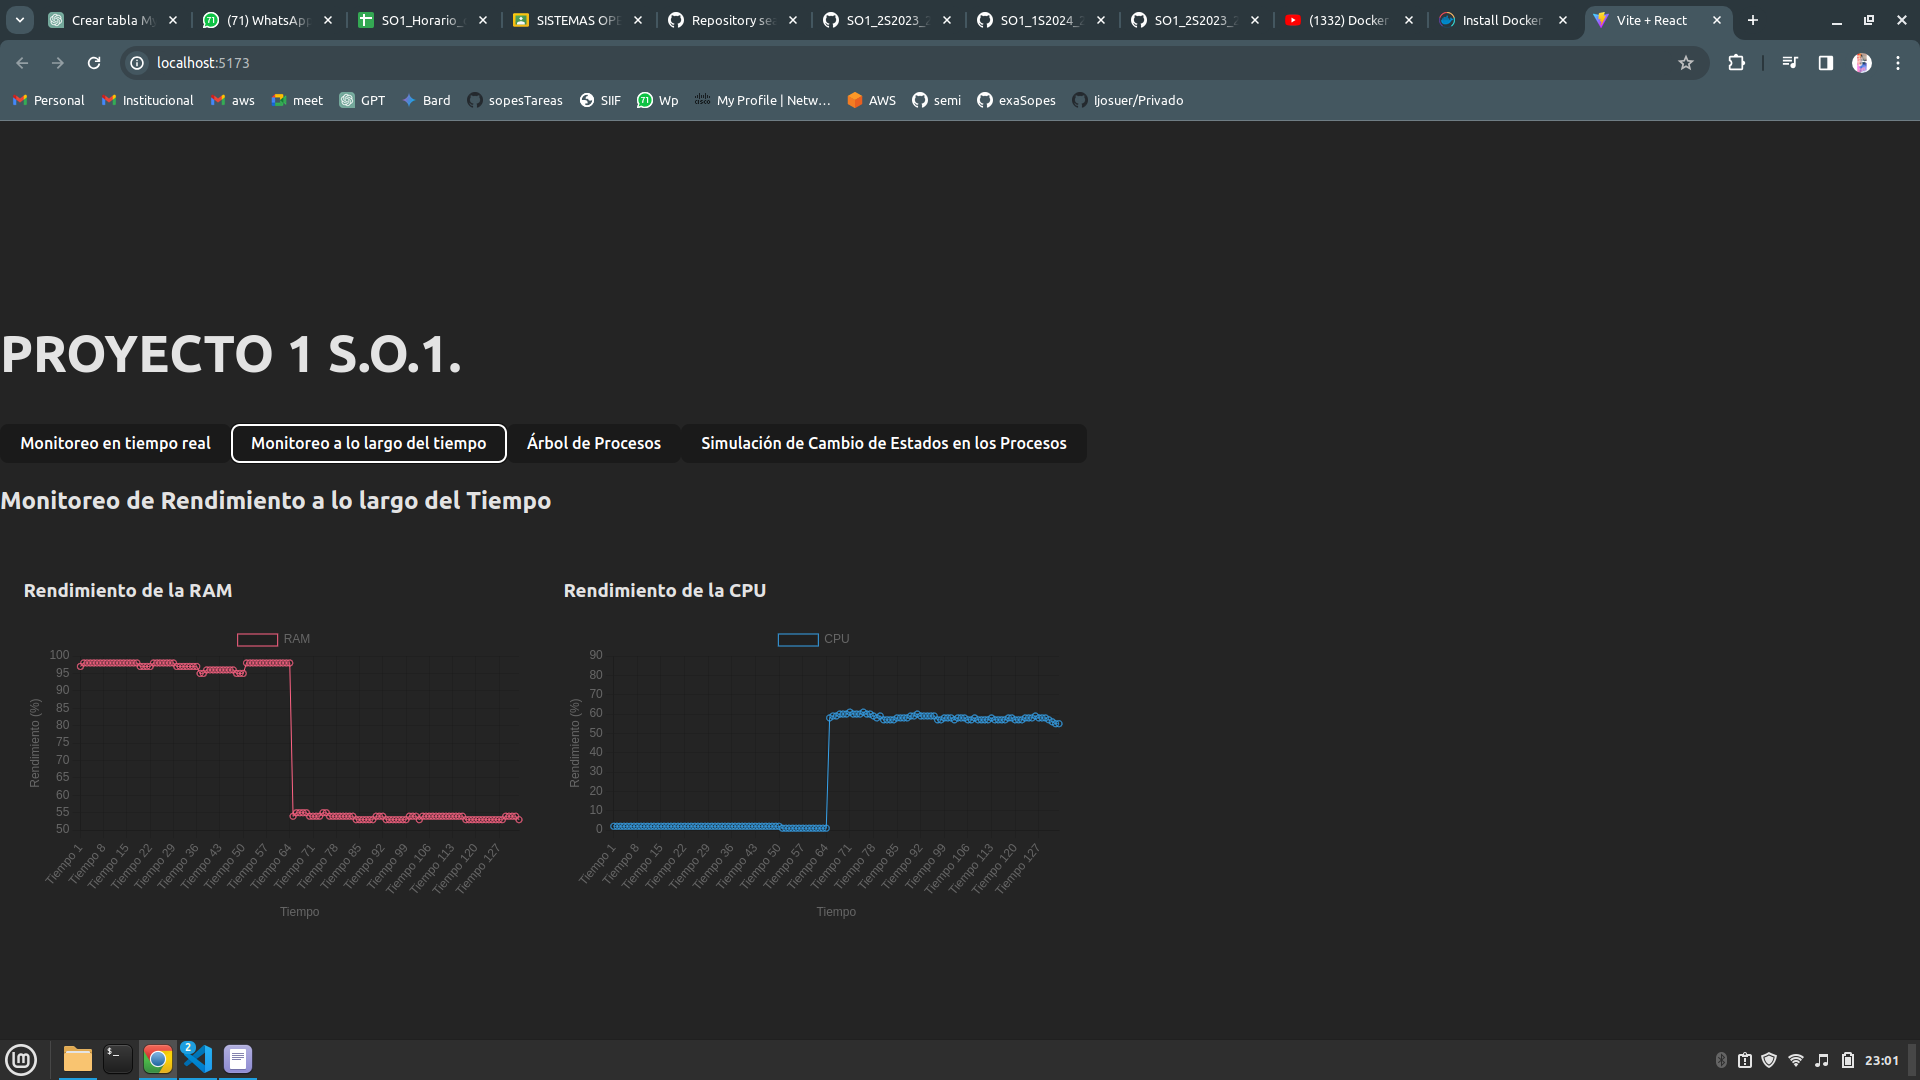 Crear tabla My
(71) WhatsApp
SO1_Horario_
SISTEMAS OPE
Repository sea
SO1_2S2023_2
SO1_1S2024_2
SO1_2S2023_2
(1332) Docker
Install Docker
Vite + React
localhost:5173
Personal
Institucional
aws
meet
GPT
Bard
sopesTareas
SIIF
Wp
My Profile | Netw...
AWS
semi
exaSopes
Ijosuer/Privado
PROYECTO 1 S.O.1.
Monitoreo en tiempo real
Monitoreo a lo largo del tiempo
Árbol de Procesos
Simulación de Cambio de Estados en los Procesos
Monitoreo de Rendimiento a lo largo del Tiempo
Rendimiento de la RAM
RAM
Rendimiento (%)
100
95
90
85
80
75
70
65
60
55
50
Tiempo 1
Tiempo 8
Tiempo 15
Tiempo 22
Tiempo 29
Tiempo 36
Tiempo 43
Tiempo 50
Tiempo 57
Tiempo 64
Tiempo 71
Tiempo 78
Tiempo 85
Tiempo 92
Tiempo 99
Tiempo 106
Tiempo 113
Tiempo 120
Tiempo 127
Tiempo
Rendimiento de la CPU
CPU
Rendimiento (%)
90
80
70
60
50
40
30
20
10
0
Tiempo 1
Tiempo 8
Tiempo 15
Tiempo 22
Tiempo 29
Tiempo 36
Tiempo 43
Tiempo 50
Tiempo 57
Tiempo 64
Tiempo 71
Tiempo 78
Tiempo 85
Tiempo 92
Tiempo 99
Tiempo 106
Tiempo 113
Tiempo 120
Tiempo 127
Tiempo
2
23:01